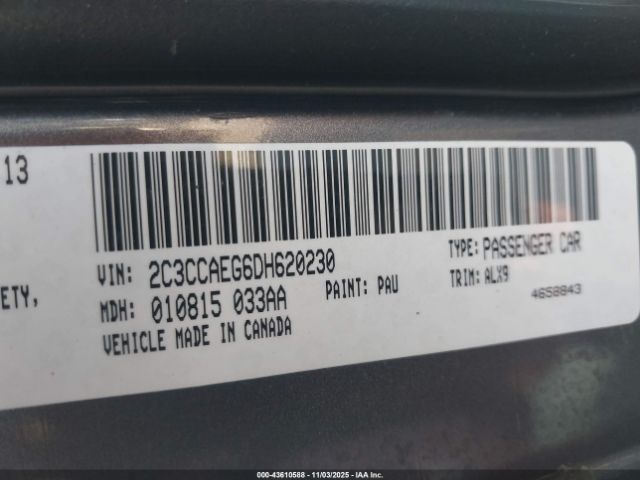 13
VIN: 2C3CCAEG6DH620230
TYPE: PASSENGER CAR
ETY,
MDH: 010815 033AA
PAINT: PAU
TRIM: ALX9
4658843
VEHICLE MADE IN CANADA
© IAA - 43610588 - 11/03/2025 - IAA Inc.